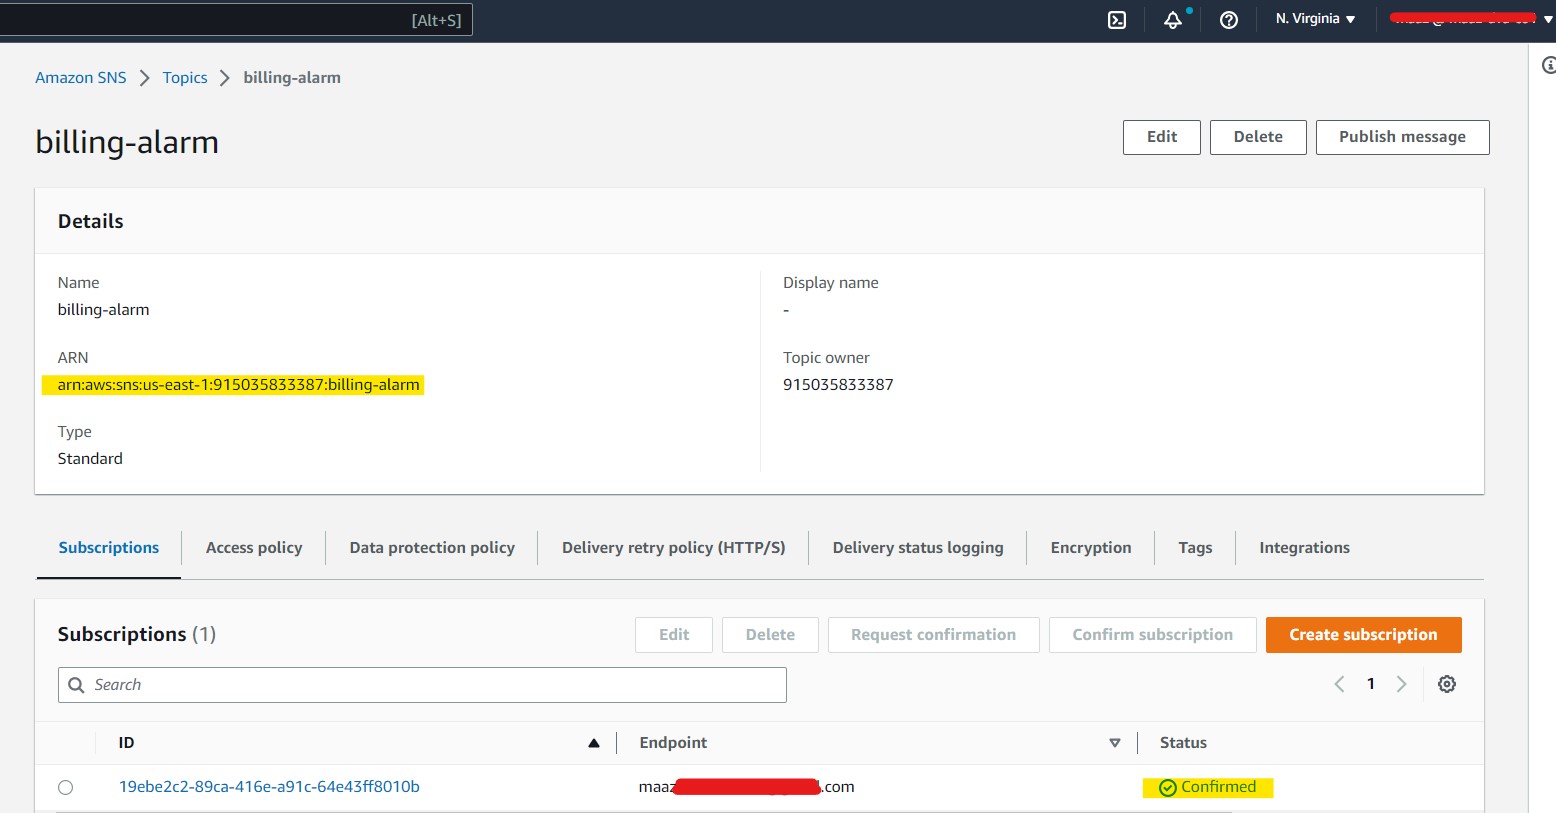 [Alt+S]
N. Virginia
Amazon SNS Topics billing-alarm
billing-alarm
Edit Delete Publish message
Details
Name
billing-alarm
Display name
-
ARN
arn:aws:sns:us-east-1:915035833387:billing-alarm
Topic owner
915035833387
Type
Standard
Subscriptions Access policy Data protection policy Delivery retry policy (HTTP/S) Delivery status logging Encryption Tags Integrations
Subscriptions (1)
Edit Delete Request confirmation Confirm subscription Create subscription
Search
1
ID Endpoint Status
19ebe2c2-89ca-416e-a91c-64e43ff8010b maaz .com Confirmed